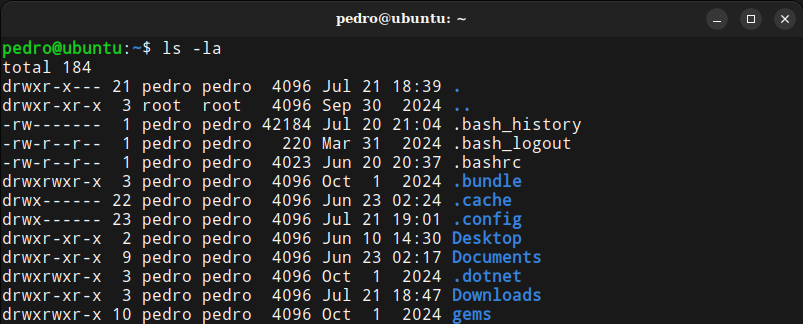 pedro@ubuntu: ~
pedro@ubuntu:~$ ls -la
total 184
drwxr-x--- 21 pedro pedro  4096 Jul 21 18:39 .
drwxr-xr-x  3 root  root   4096 Sep 30  2024 ..
-rw-------  1 pedro pedro 42184 Jul 20 21:04 .bash_history
-rw-r--r--  1 pedro pedro   220 Mar 31  2024 .bash_logout
-rw-r--r--  1 pedro pedro  4023 Jun 20 20:37 .bashrc
drwxrwxr-x  3 pedro pedro  4096 Oct  1  2024 .bundle
drwx------ 22 pedro pedro  4096 Jun 23 02:24 .cache
drwx------ 23 pedro pedro  4096 Jul 21 19:01 .config
drwxr-xr-x  2 pedro pedro  4096 Jun 10 14:30 Desktop
drwxr-xr-x  9 pedro pedro  4096 Jun 23 02:17 Documents
drwxrwxr-x  3 pedro pedro  4096 Oct  1  2024 .dotnet
drwxr-xr-x  3 pedro pedro  4096 Jul 21 18:47 Downloads
drwxrwxr-x 10 pedro pedro  4096 Oct  1  2024 gems